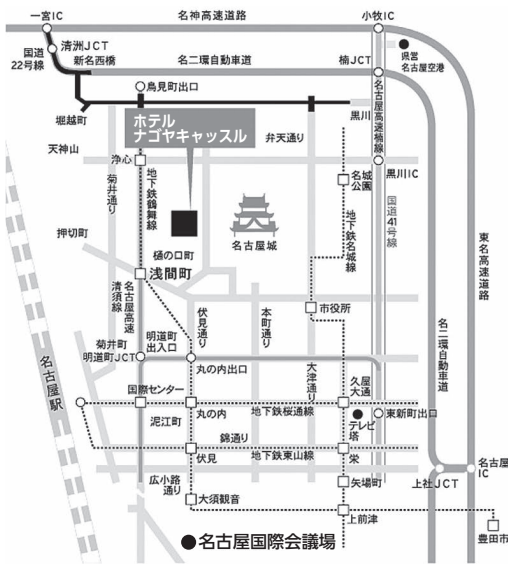 一宮IC
名神高速道路
小牧IC
国道
22号線
清洲JCT
新名西橋
名二環自動車道
楠JCT
県営
名古屋空港
鳥見町出口
堀越町
黒川
名古屋高速楠線
ホテル
ナゴヤキャッスル
弁天通り
天神山
浄心
黒川IC
菊井通り
地下鉄鶴舞線
名城
公園
国道41号線
地下鉄名城線
押切町
樋の口町
名古屋城
浅間町
東名高速道路
名古屋高速
清須線
市役所
伏見通り
本町通り
名二環自動車道
菊井町
明道町JCT
明道町
出入口
丸の内出口
大津通り
名古屋駅
国際センター
久屋
大通
丸の内
地下鉄桜通線
東新町出口
泥江町
テレビ
塔
錦通り
伏見
地下鉄東山線
栄
広小路
通り
矢場町
上社JCT
名古屋
IC
大須観音
上前津
豊田市
●名古屋国際会議場